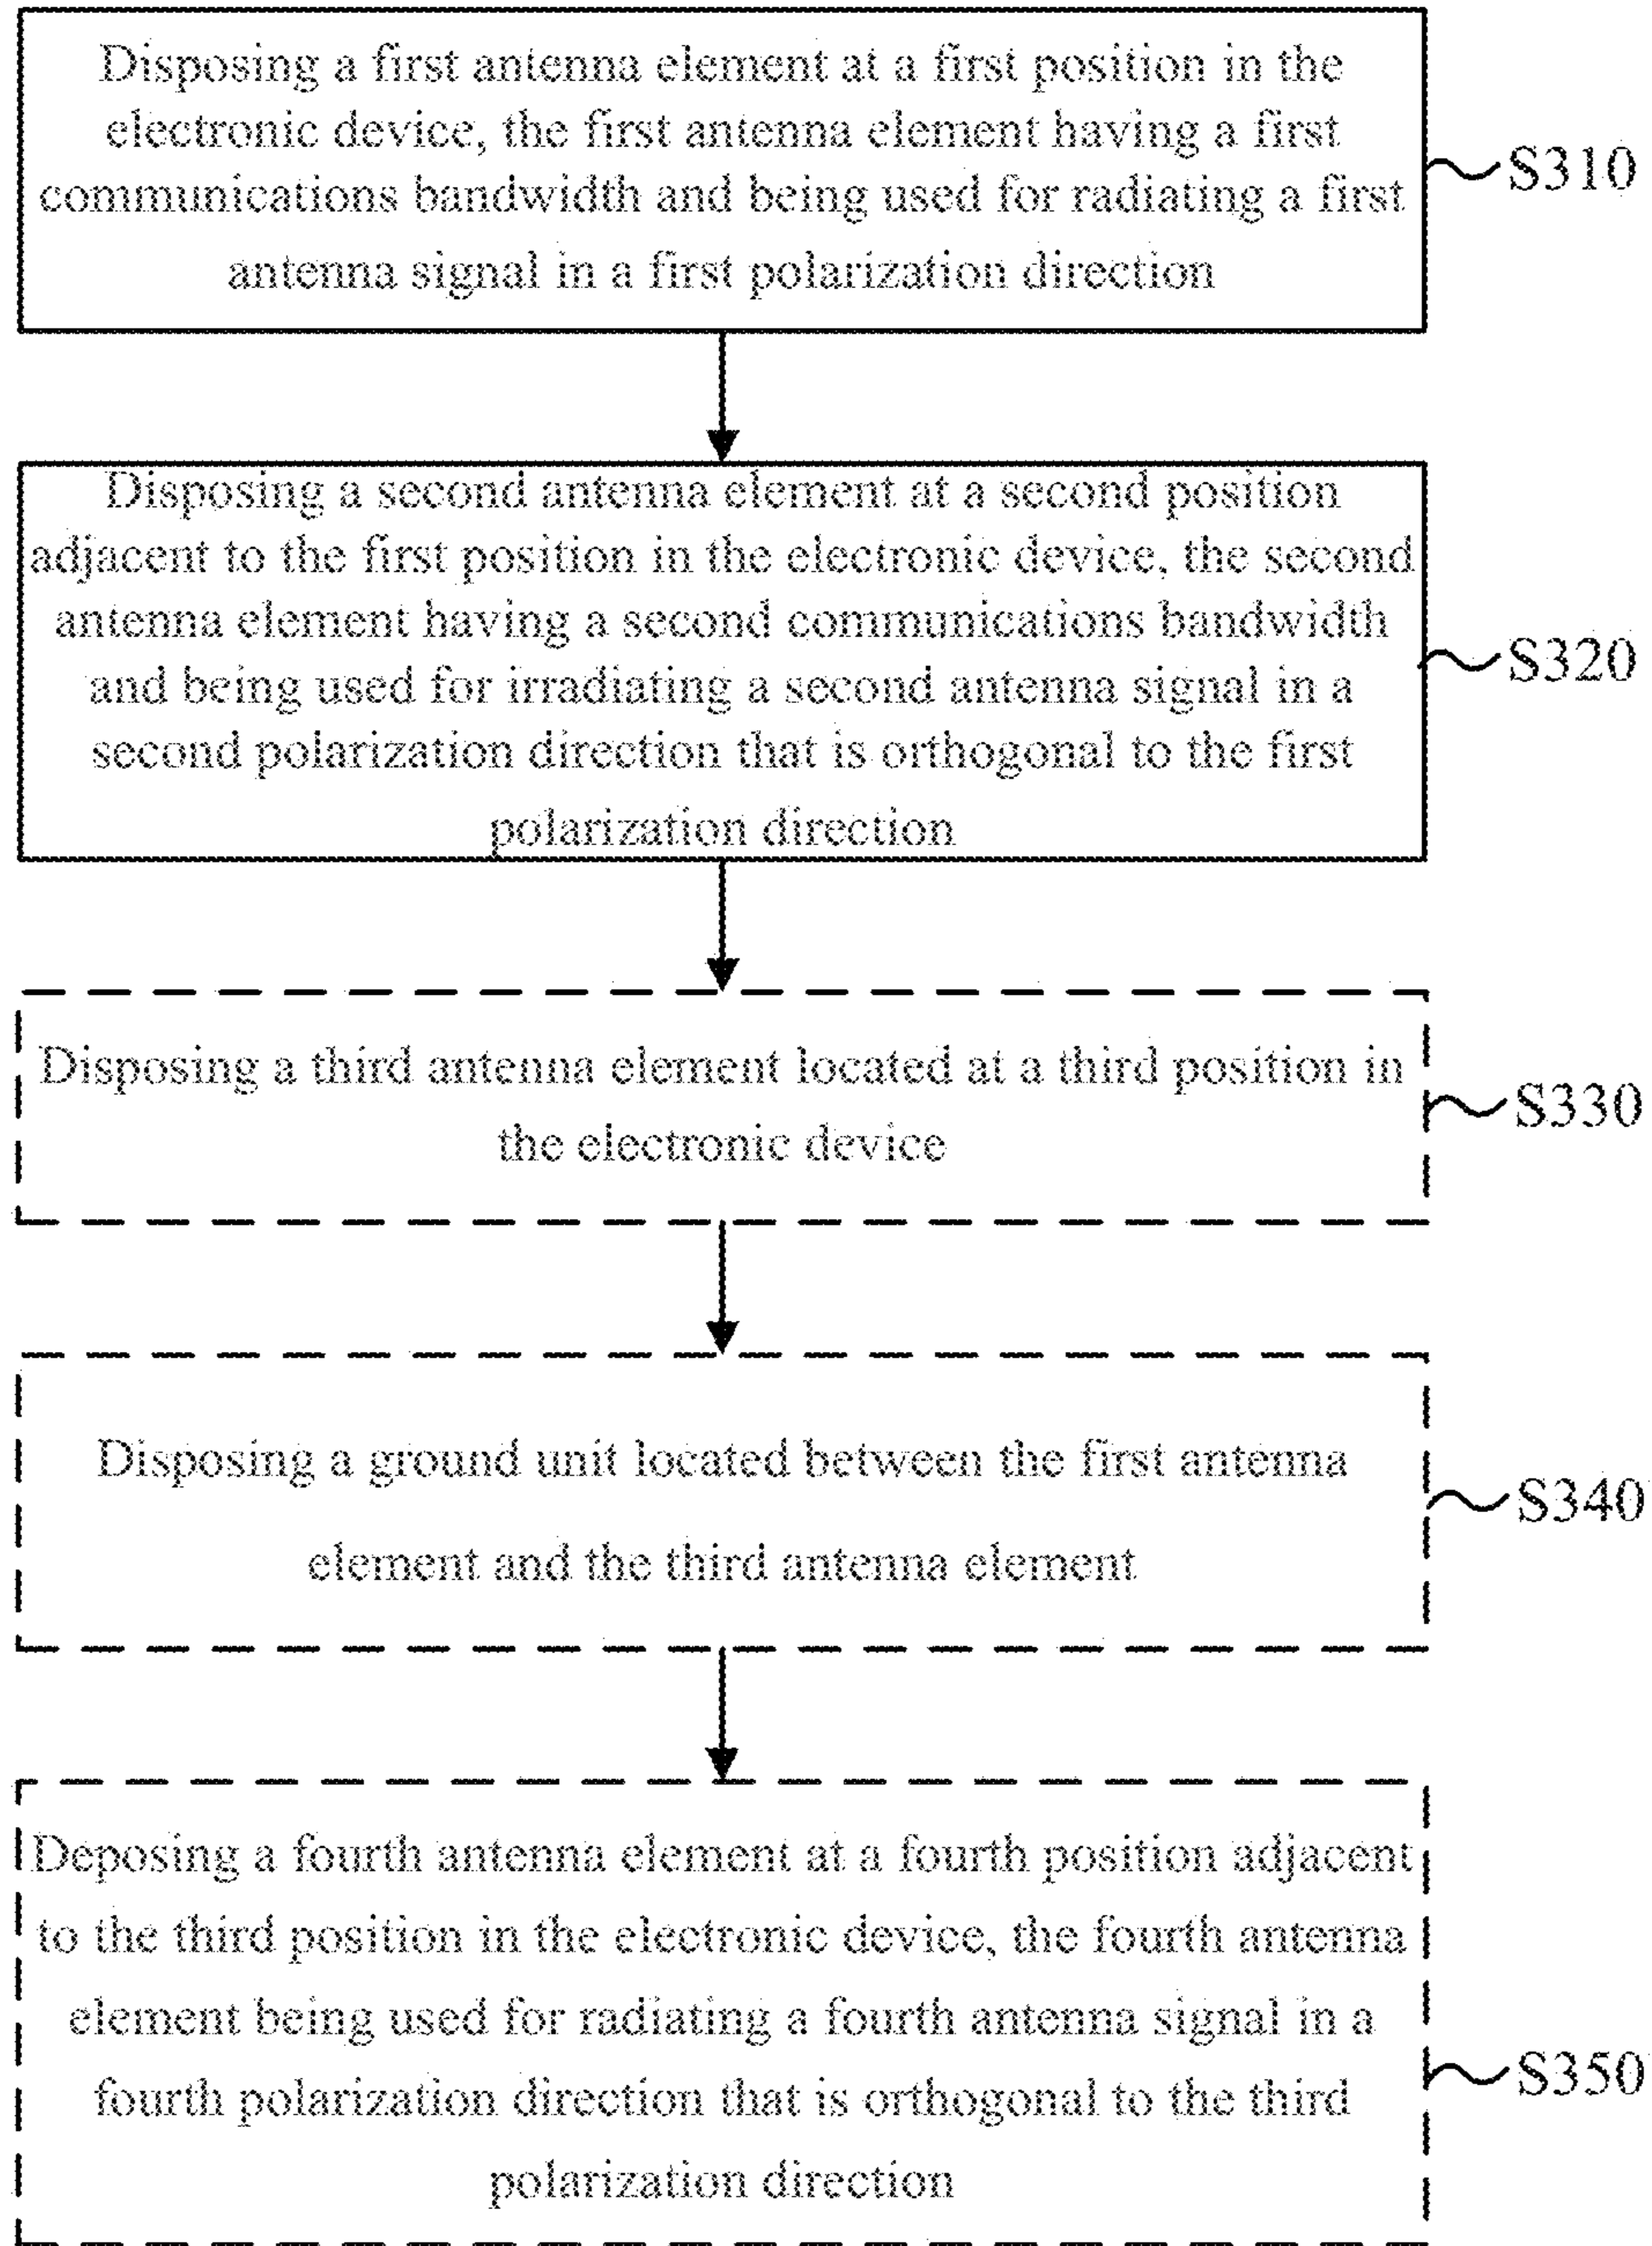 Disposing a first antenna element at a first position in the
electronic device, the first antenna element having a first
communications bandwidth and being used for radiating a first
antenna signal in a first polarization direction
S310
Disposing a second antenna element at a second position
adjacent to the first position in the electronic device, the second
antenna element having a second communications bandwidth
and being used for irradiating a second antenna signal in a
second polarization direction that is orthogonal to the first
polarization direction
S320
Disposing a third antenna element located at a third position in
the electronic device
S330
Disposing a ground unit located between the first antenna
element and the third antenna element
S340
Deposing a fourth antenna element at a fourth position adjacent
to the third position in the electronic device, the fourth antenna
element being used for radiating a fourth antenna signal in a
fourth polarization direction that is orthogonal to the third
polarization direction
S350